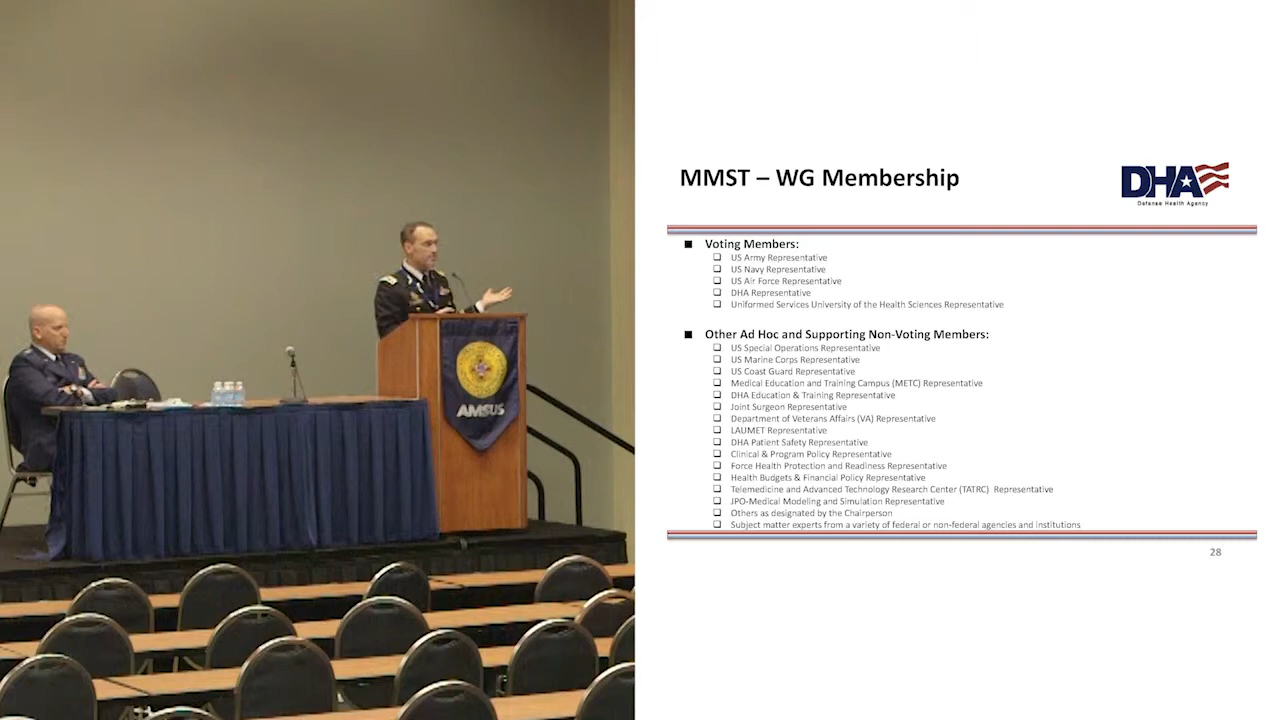 AMSUS
MMST – WG Membership
DHA
Defense Health Agency
Voting Members:
US Army Representative
US Navy Representative
US Air Force Representative
DHA Representative
Uniformed Services University of the Health Sciences Representative
Other Ad Hoc and Supporting Non-Voting Members:
US Special Operations Representative
US Marine Corps Representative
US Coast Guard Representative
Medical Education and Training Campus (METC) Representative
DHA Education & Training Representative
Joint Surgeon Representative
Department of Veterans Affairs (VA) Representative
LAUMET Representative
DHA Patient Safety Representative
Clinical & Program Policy Representative
Force Health Protection and Readiness Representative
Health Budgets & Financial Policy Representative
Telemedicine and Advanced Technology Research Center (TATRC) Representative
JPO-Medical Modeling and Simulation Representative
Others as designated by the Chairperson
Subject matter experts from a variety of federal or non-federal agencies and institutions
28